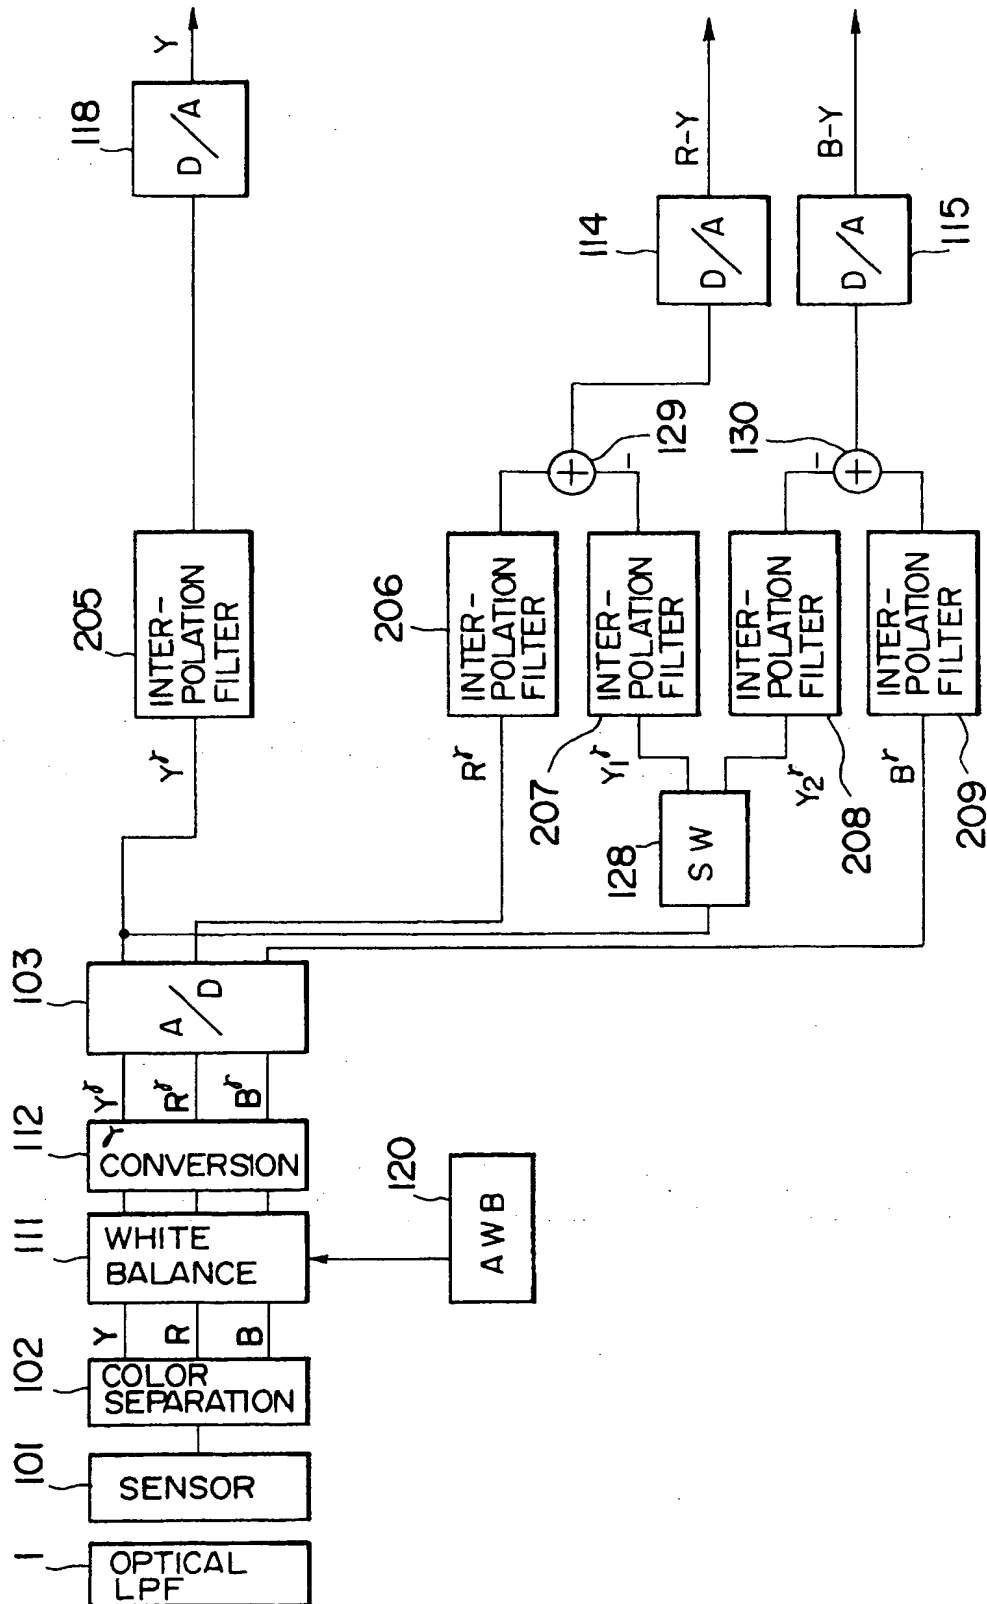 Y
118
D/A
R-Y
B-Y
114
D/A
D/A
115
129
130
205
INTER-
POLATION
FILTER
206
INTER-
POLATION
FILTER
INTER-
POLATION
FILTER
INTER-
POLATION
FILTER
INTER-
POLATION
FILTER
Yγ
Rγ
207
Y1γ
Y2γ
208
Bγ
209
128
SW
103
A/D
Yγ
Rγ
Bγ
112
γ
CONVERSION
111
WHITE
BALANCE
120
AWB
Y
R
B
102
COLOR
SEPARATION
101
SENSOR
1
OPTICAL
LPF